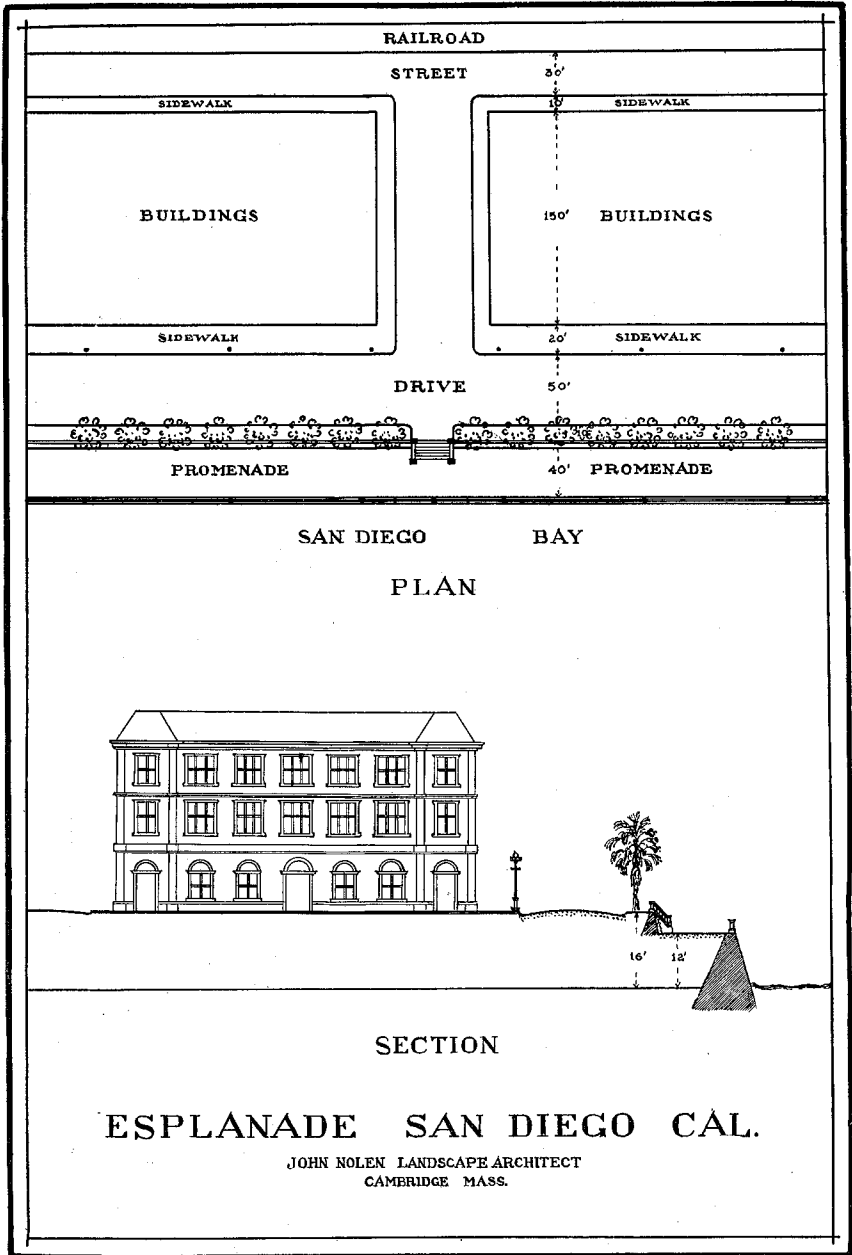 RAILROAD
STREET 30'
SIDEWALK 10' SIDEWALK
BUILDINGS 150' BUILDINGS
SIDEWALK 20' SIDEWALK
DRIVE 50'
PROMENADE 40' PROMENADE
SAN DIEGO BAY
PLAN
16' 12'
SECTION
ESPLANADE SAN DIEGO CAL.
JOHN NOLEN LANDSCAPE ARCHITECT
CAMBRIDGE MASS.